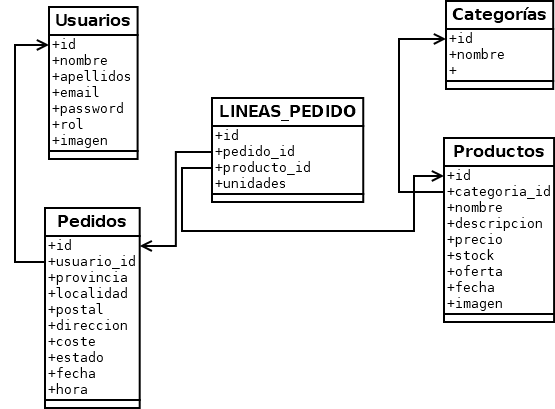 Usuarios
+id
+nombre
+apellidos
+email
+password
+rol
+imagen
Categorías
+id
+nombre
+
LINEAS_PEDIDO
+id
+pedido_id
+producto_id
+unidades
Productos
+id
+categoria_id
+nombre
+descripcion
+precio
+stock
+oferta
+fecha
+imagen
Pedidos
+id
+usuario_id
+provincia
+localidad
+postal
+direccion
+coste
+estado
+fecha
+hora